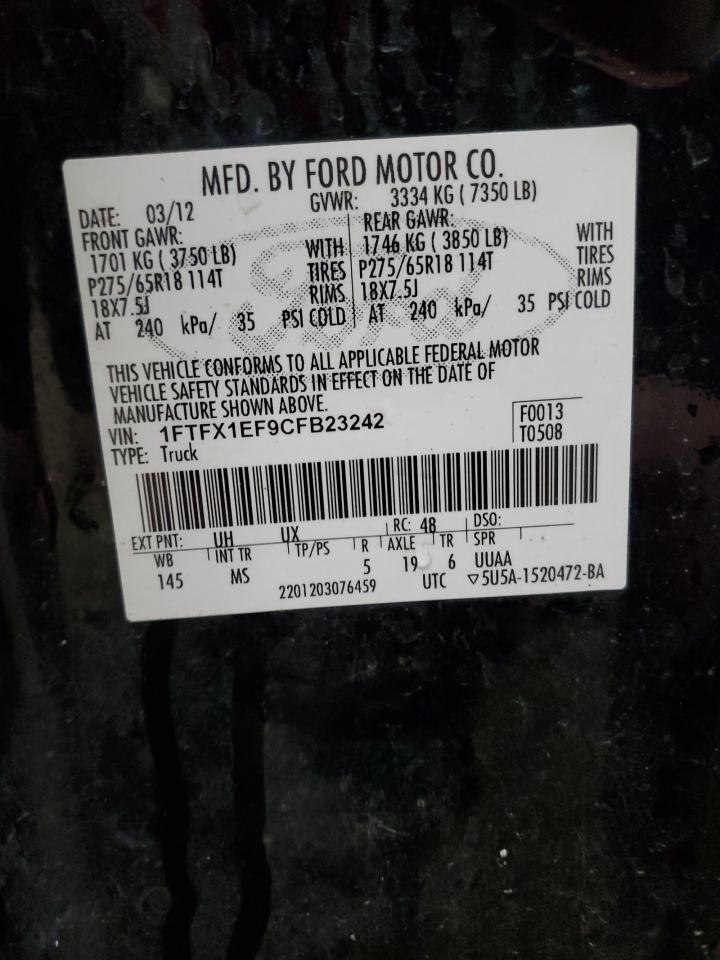 MFD. BY FORD MOTOR CO.
DATE: 03/12
GVWR: 3334 KG ( 7350 LB)
FRONT GAWR:
1701 KG ( 3750 LB) WITH
P275/65R18 114T TIRES
18X7.5J RIMS
AT 240 kPa/ 35 PSI COLD
REAR GAWR:
1746 KG ( 3850 LB) WITH
P275/65R18 114T TIRES
18X7.5J RIMS
AT 240 kPa/ 35 PSI COLD
Ford
THIS VEHICLE CONFORMS TO ALL APPLICABLE FEDERAL MOTOR
VEHICLE SAFETY STANDARDS IN EFFECT ON THE DATE OF
MANUFACTURE SHOWN ABOVE.
VIN: 1FTFX1EF9CFB23242
TYPE: Truck
F0013
T0508
EXT PNT: UH UX RC: 48 DSO:
WB INT TR TP/PS R AXLE TR SPR
145 MS 5 19 6 UUAA
2201203076459 UTC ▽5U5A-1520472-BA